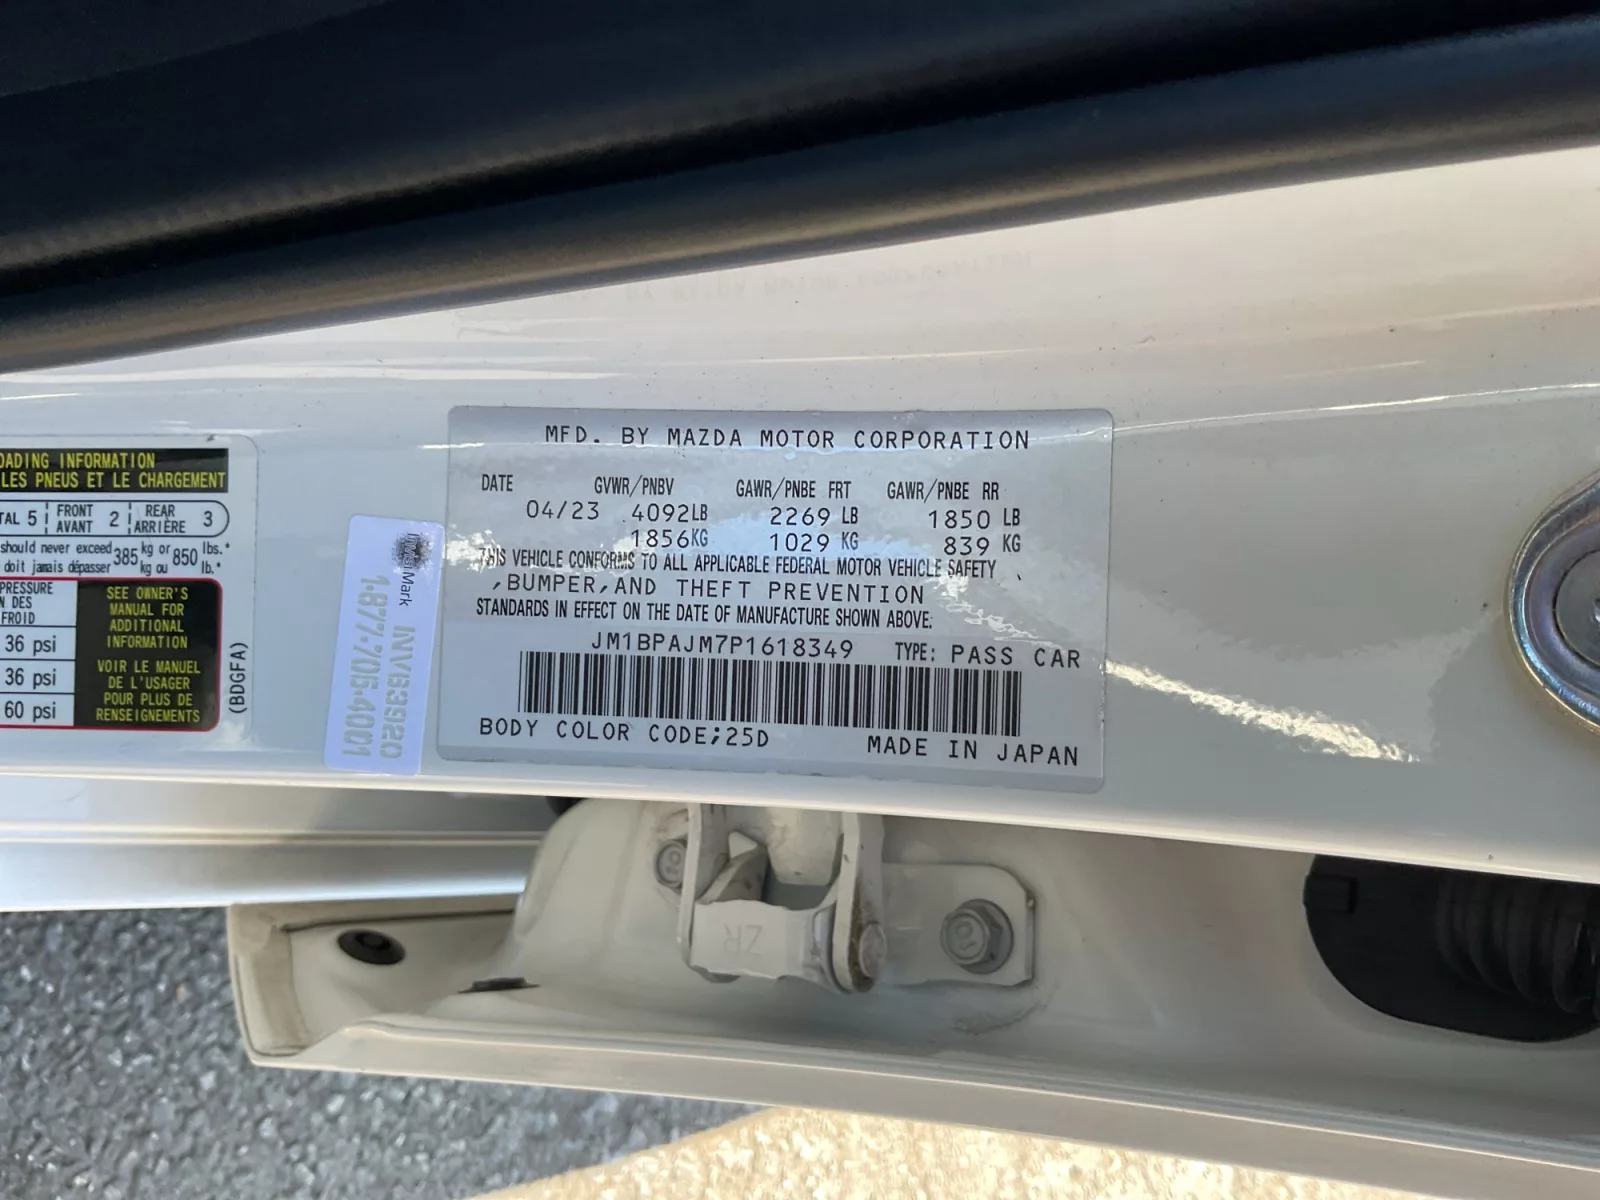 OADING INFORMATION
LES PNEUS ET LE CHARGEMENT
TAL 5 FRONT AVANT 2 REAR ARRIÈRE 3
should never exceed 385 kg or 850 lbs.*
doit jamais dépasser kg ou lb.*
PRESSURE
N DES
FROID
36 psi
36 psi
60 psi
SEE OWNER'S
MANUAL FOR
ADDITIONAL
INFORMATION
VOIR LE MANUEL
DE L'USAGER
POUR PLUS DE
RENSEIGNEMENTS
(BDGFA)
Mark INV63920
1-877-706-4001
MFD. BY MAZDA MOTOR CORPORATION
DATE GVWR/PNBV GAWR/PNBE FRT GAWR/PNBE RR
04/23 4092LB 2269 LB 1850 LB
1856KG 1029 KG 839 KG
THIS VEHICLE CONFORMS TO ALL APPLICABLE FEDERAL MOTOR VEHICLE SAFETY
,BUMPER,AND THEFT PREVENTION
STANDARDS IN EFFECT ON THE DATE OF MANUFACTURE SHOWN ABOVE.
JM1BPAJM7P1618349 TYPE: PASS CAR
BODY COLOR CODE;25D
MADE IN JAPAN
ZR